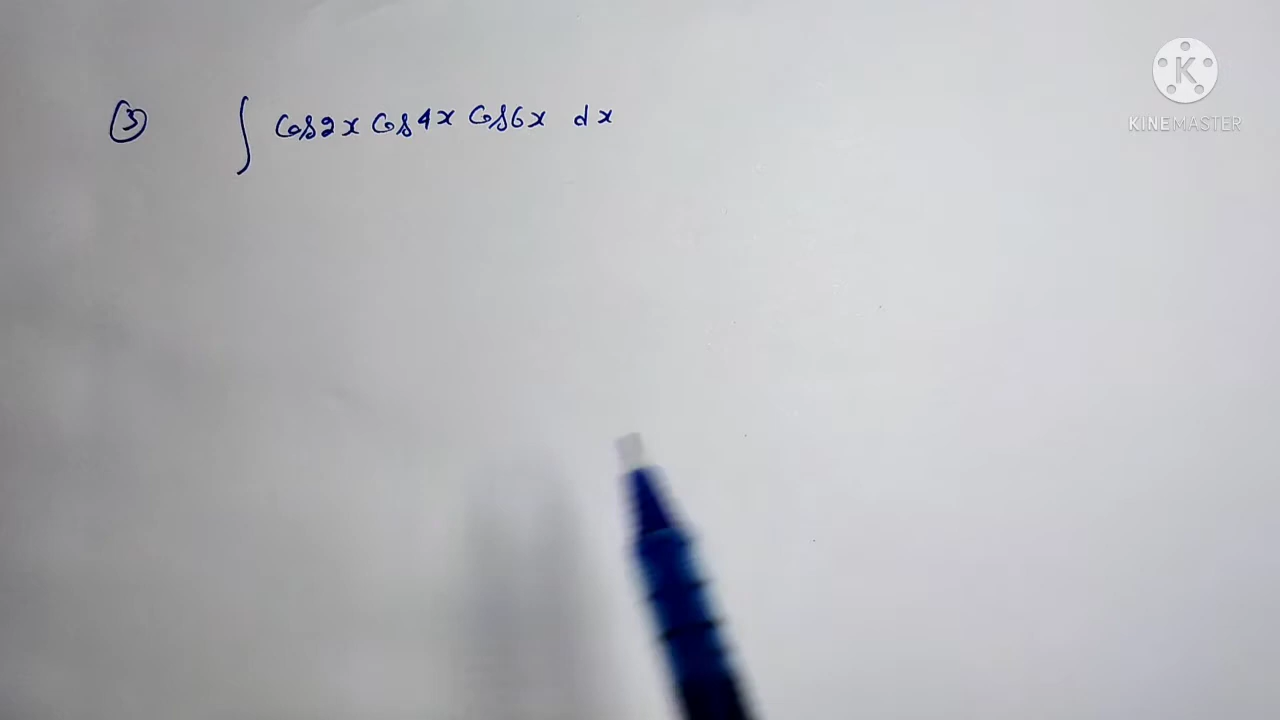 ③ ∫ Cos2x Cos4x Cos6x dx
K
KINEMASTER